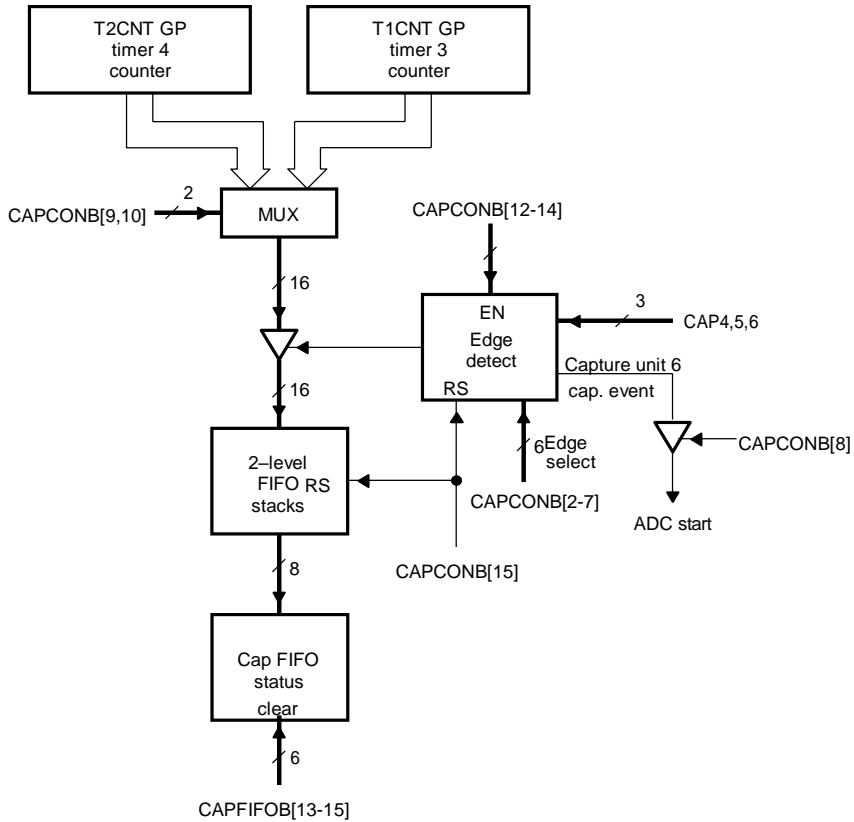 T2CNT GP
timer 4
counter
T1CNT GP
timer 3
counter
2
CAPCONB[9,10]
MUX
CAPCONB[12-14]
16
EN
3
Edge
detect
CAP4,5,6
Capture unit 6
cap. event
RS
16
6
Edge
select
CAPCONB[8]
2–level
FIFO RS
stacks
CAPCONB[2-7]
ADC start
8
CAPCONB[15]
Cap FIFO
status
clear
6
CAPFIFOB[13-15]